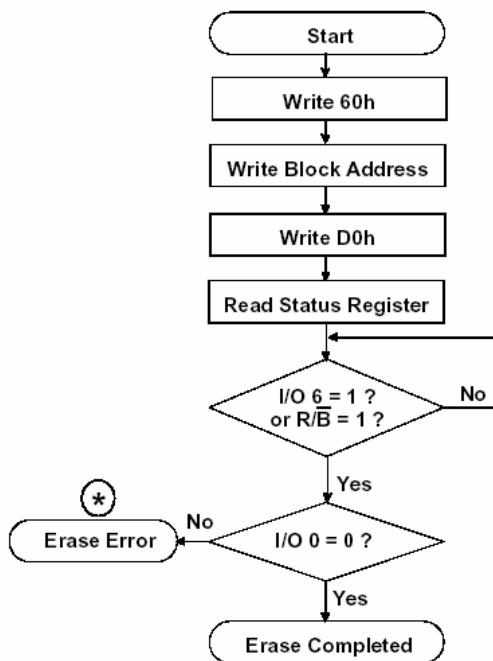 Start
Write 60h
Write Block Address
Write D0h
Read Status Register
I/O 6 = 1 ?
or R/B̅ = 1 ?
No
Yes
*
No
Erase Error
I/O 0 = 0 ?
Yes
Erase Completed